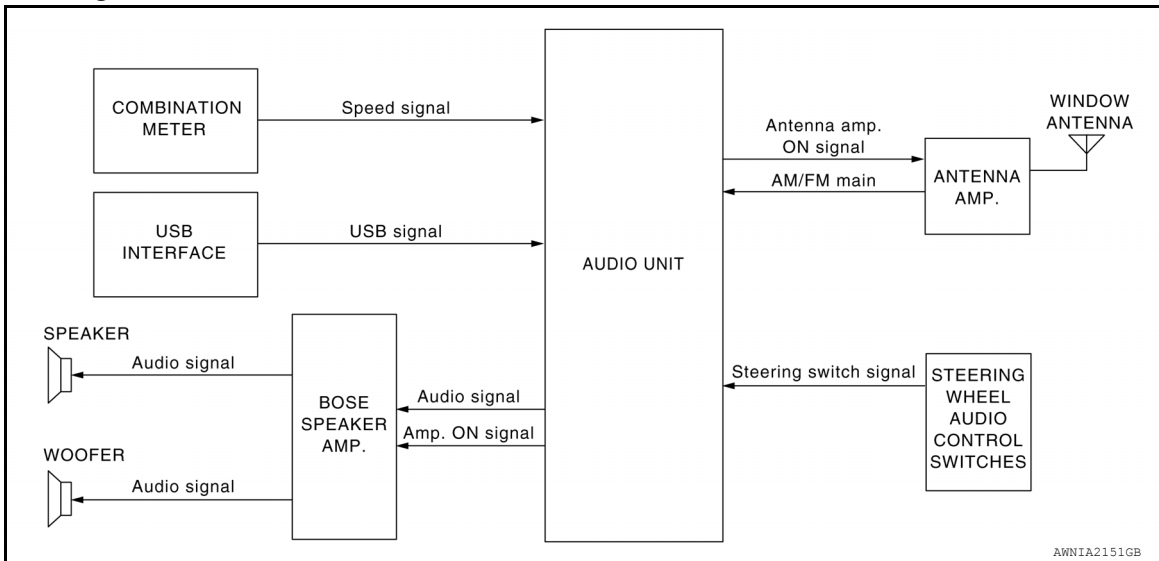 COMBINATION
METER
Speed signal
USB
INTERFACE
USB signal
SPEAKER
Audio signal
WOOFER
Audio signal
BOSE
SPEAKER
AMP.
Audio signal
Amp. ON signal
AUDIO UNIT
Antenna amp.
ON signal
AM/FM main
ANTENNA
AMP.
WINDOW
ANTENNA
Steering switch signal
STEERING
WHEEL
AUDIO
CONTROL
SWITCHES
AWNIA2151GB